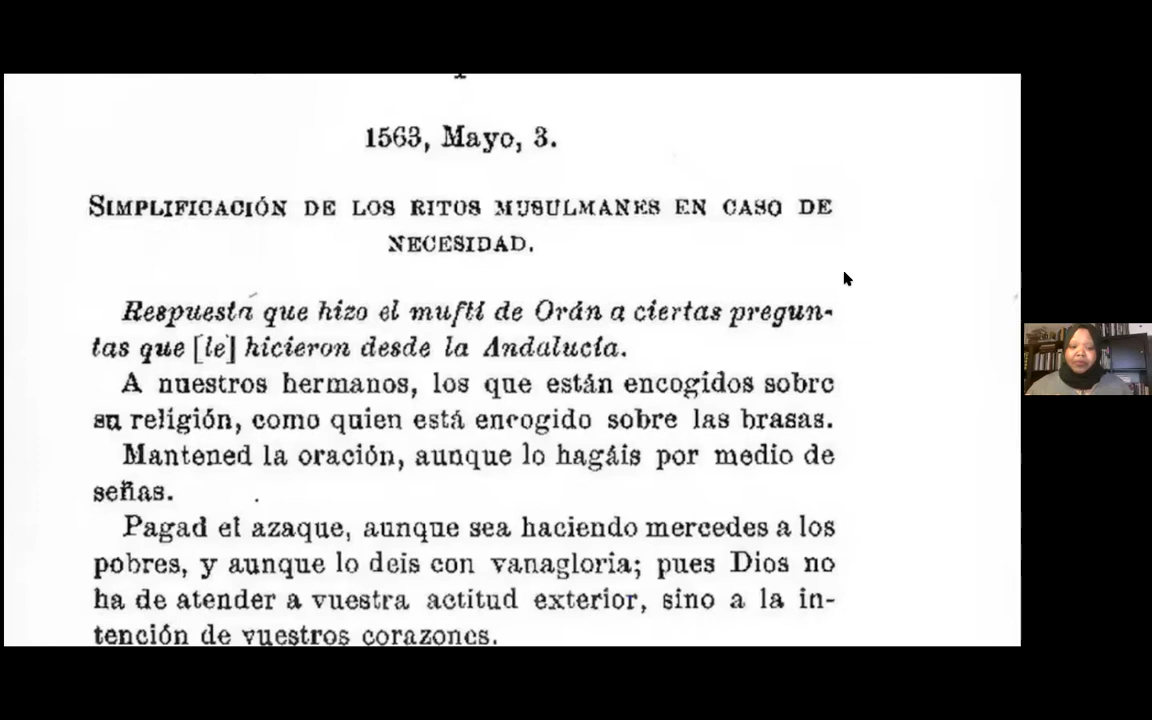 1563, Mayo, 3.
SIMPLIFICACIÓN DE LOS RITOS MUSULMANES EN CASO DE
NECESIDAD.
Respuesta que hizo el muftí de Orán a ciertas pregun-
tas que [le] hicieron desde la Andalucía.
A nuestros hermanos, los que están encogidos sobre
su religión, como quien está encogido sobre las brasas.
Mantened la oración, aunque lo hagáis por medio de
señas.
Pagad el azaque, aunque sea haciendo mercedes a los
pobres, y aunque lo deis con vanagloria; pues Dios no
ha de atender a vuestra actitud exterior, sino a la in-
tención de vuestros corazones.